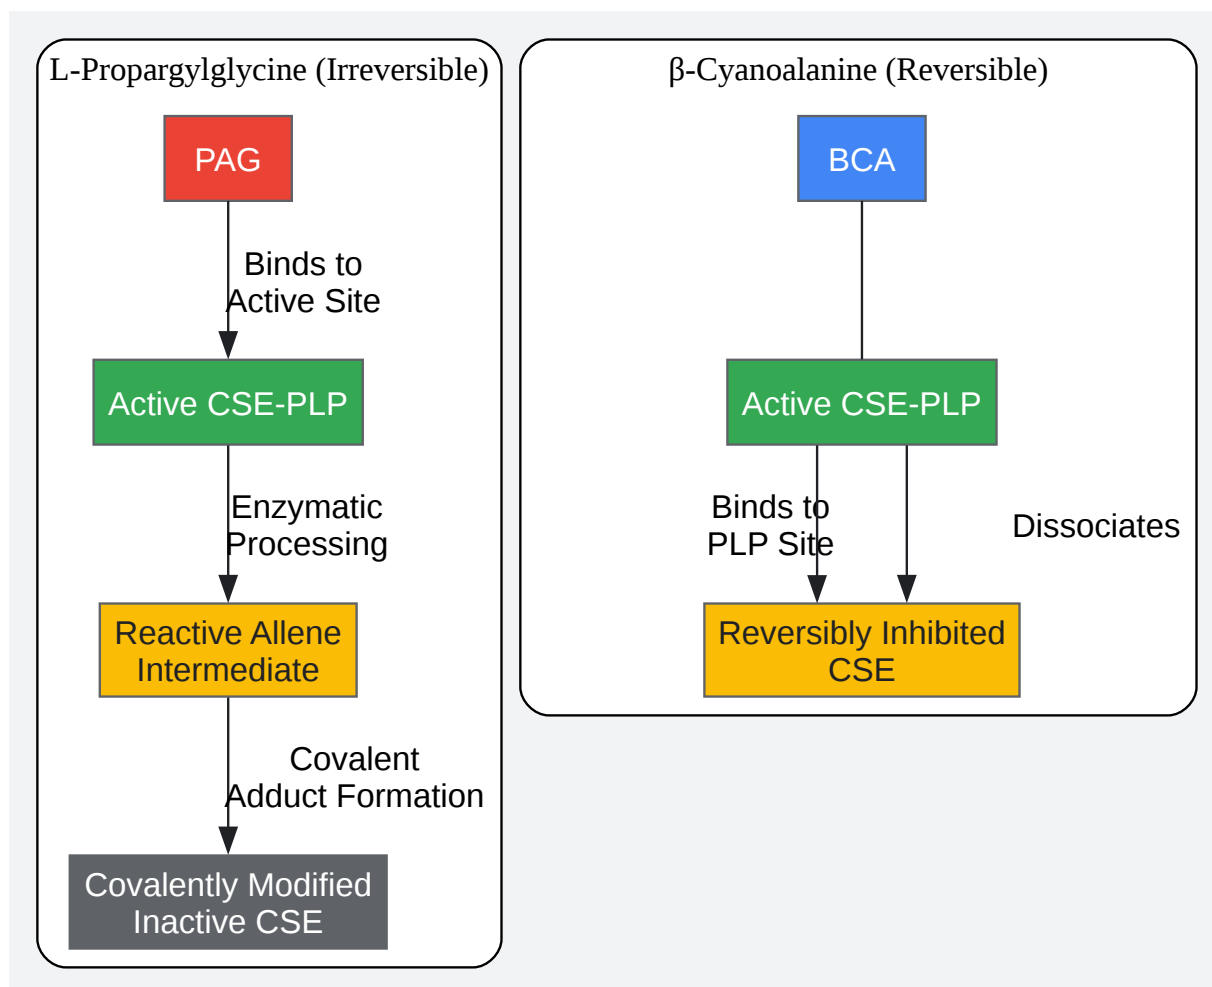 L-Propargylglycine (Irreversible)
PAG
Binds to
Active Site
Active CSE-PLP
Enzymatic
Processing
Reactive Allene
Intermediate
Covalent
Adduct Formation
Covalently Modified
Inactive CSE
β-Cyanoalanine (Reversible)
BCA
Active CSE-PLP
Binds to
PLP Site
Dissociates
Reversibly Inhibited
CSE